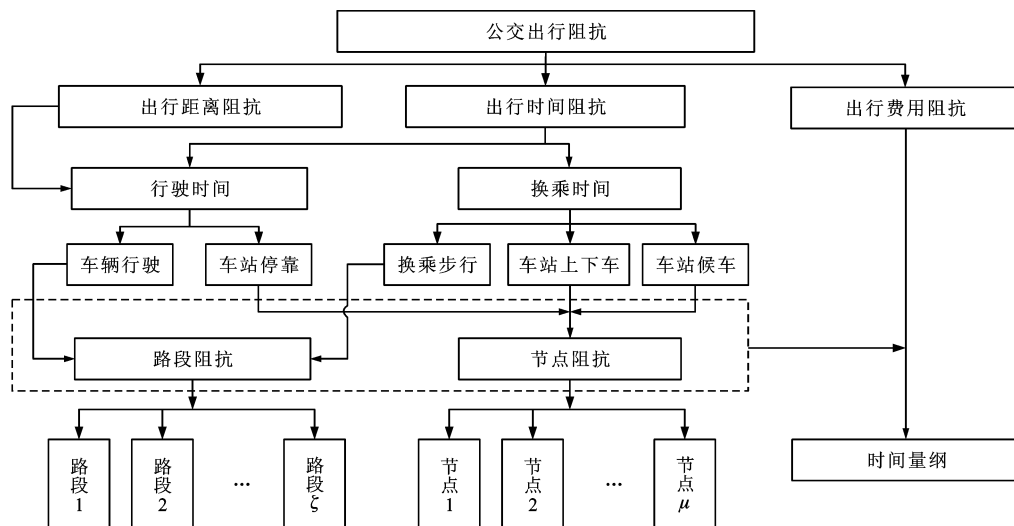 公交出行阻抗
出行距离阻抗
出行时间阻抗
出行费用阻抗
行驶时间
换乘时间
车辆行驶
车站停靠
换乘步行
车站上下车
车站候车
路段阻抗
节点阻抗
路段1
路段2
…
路段ζ
节点1
节点2
…
节点μ
时间量纲